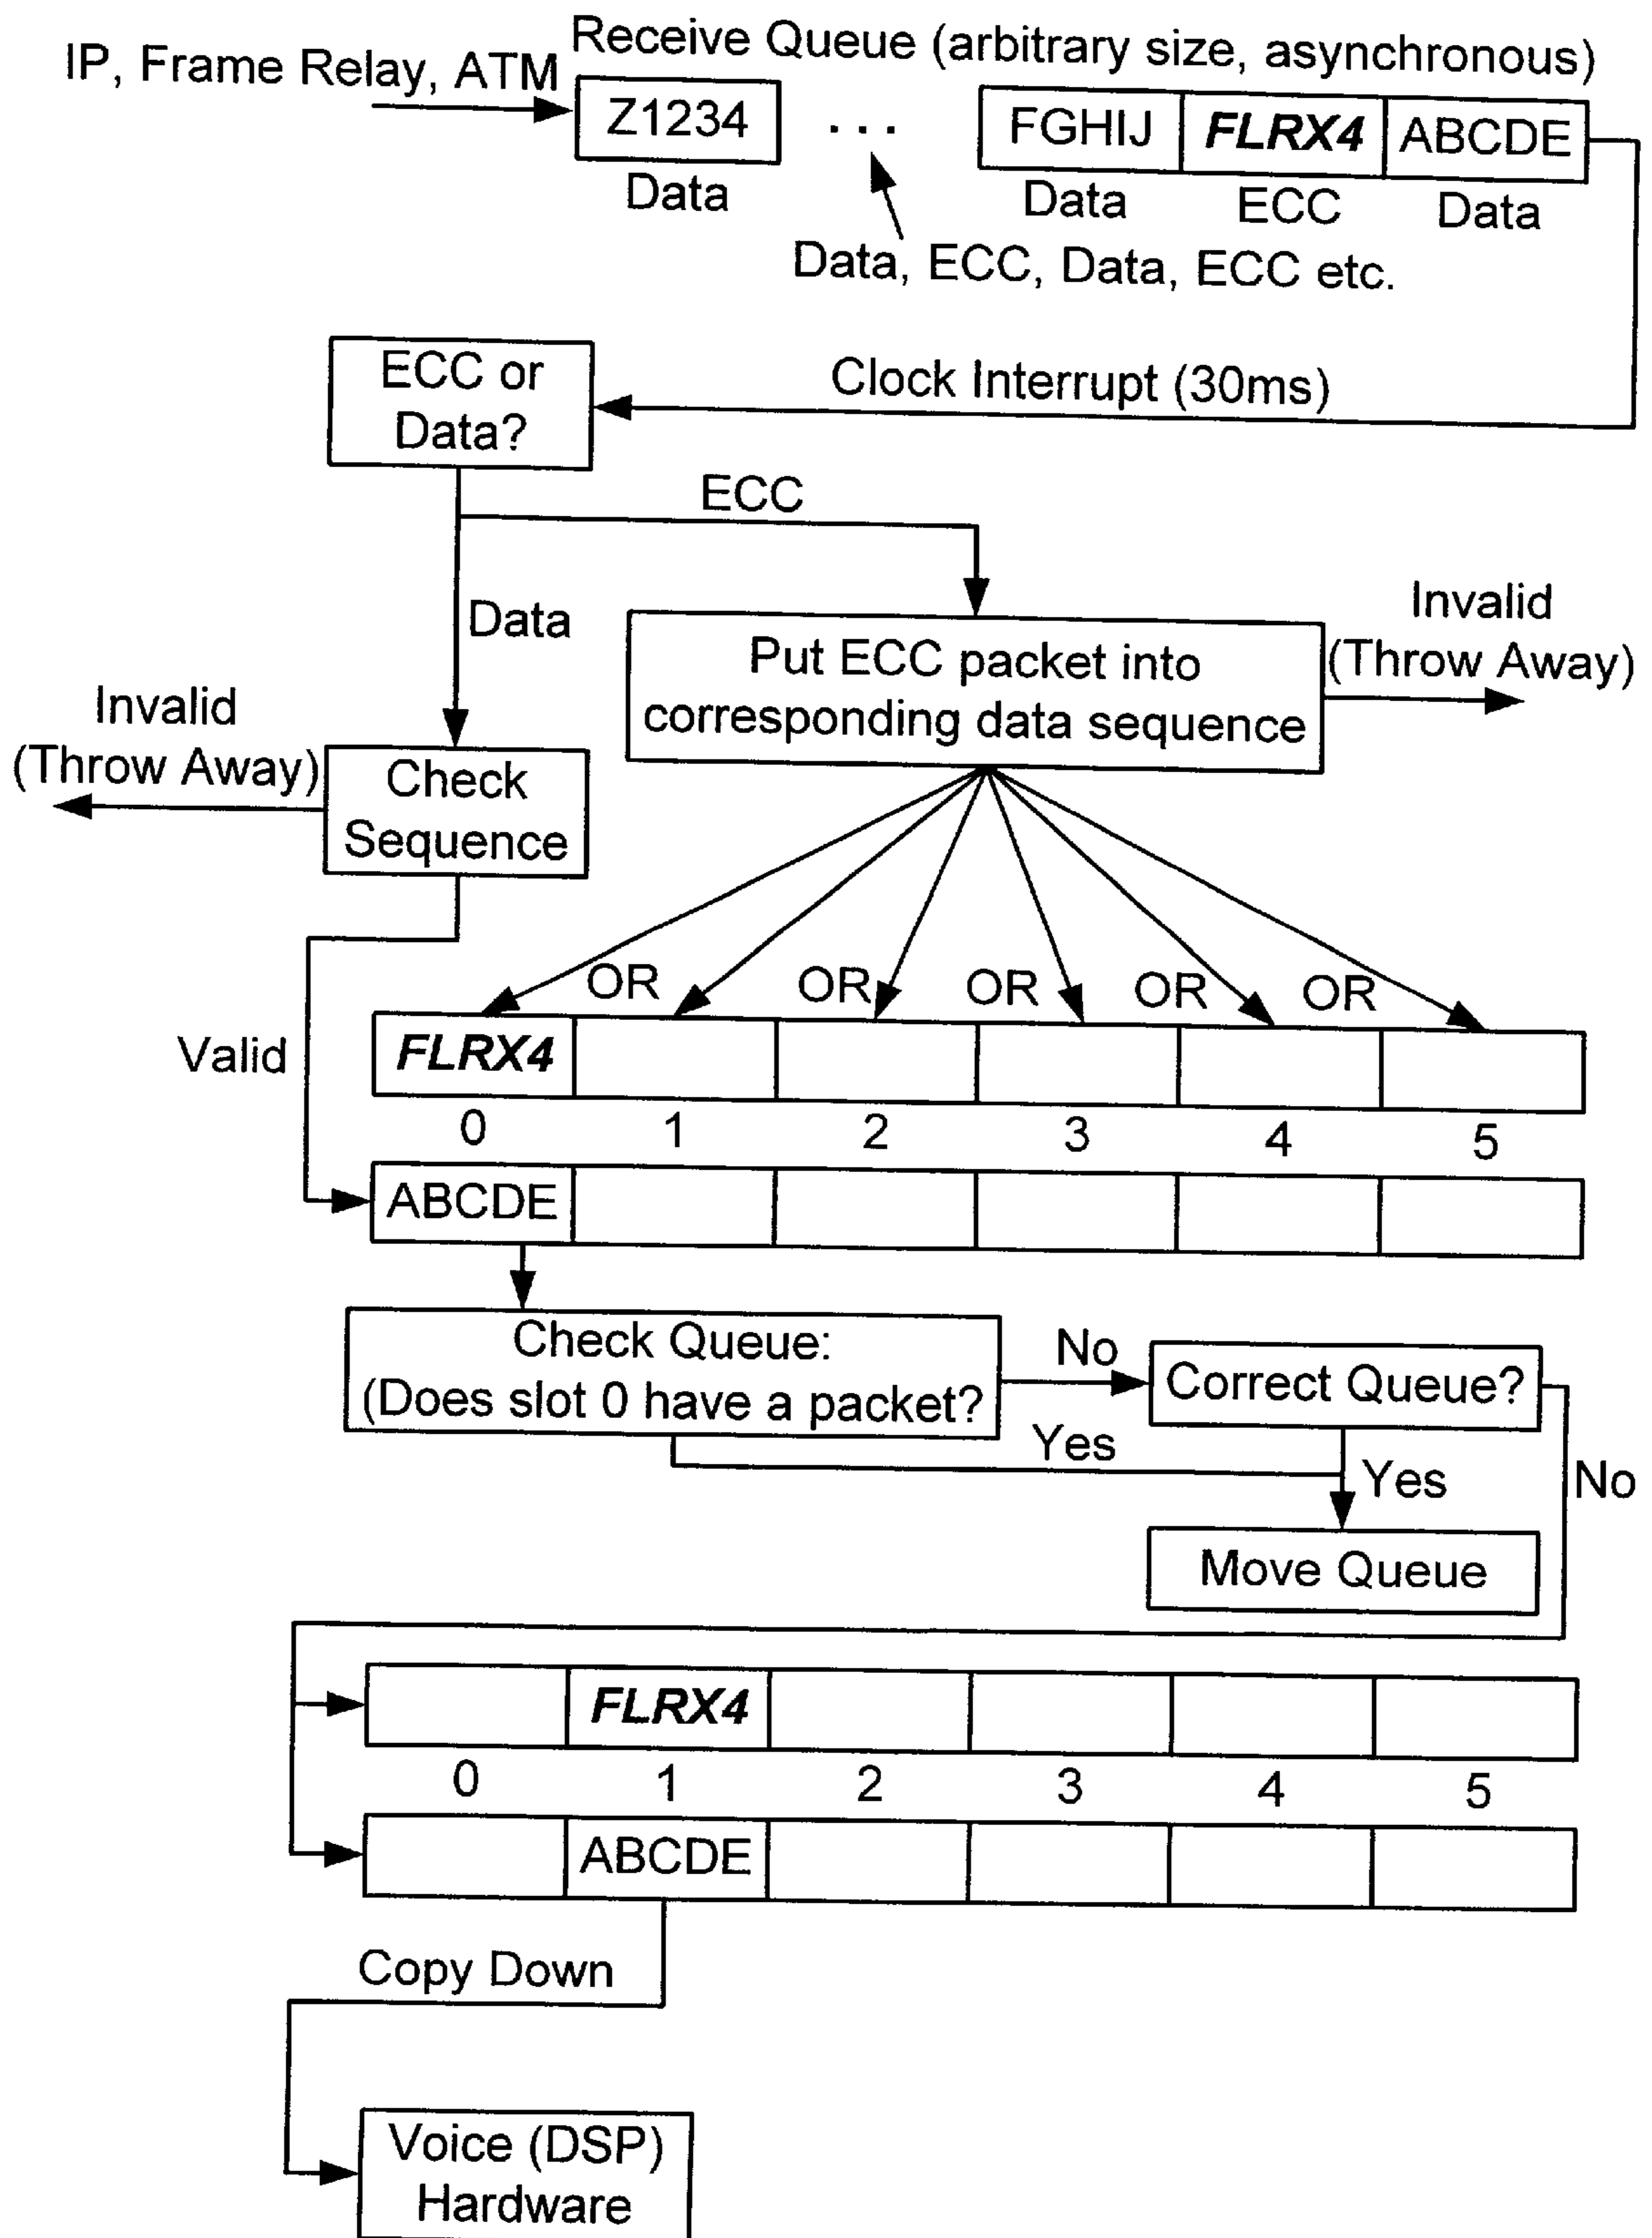 Receive Queue (arbitrary size, asynchronous)
IP, Frame Relay, ATM
Z1234
. . .
FGHIJ
FLRX4
ABCDE
Data
Data
ECC
Data
Data, ECC, Data, ECC etc.
ECC or
Data?
Clock Interrupt (30ms)
ECC
Data
Invalid
(Throw Away)
Put ECC packet into
corresponding data sequence
Invalid
(Throw Away)
Check
Sequence
OR
OR
OR
OR
OR
Valid
FLRX4
0
1
2
3
4
5
ABCDE
Check Queue:
(Does slot 0 have a packet?
No
Correct Queue?
Yes
Yes
No
Move Queue
FLRX4
0
1
2
3
4
5
ABCDE
Copy Down
Voice (DSP)
Hardware